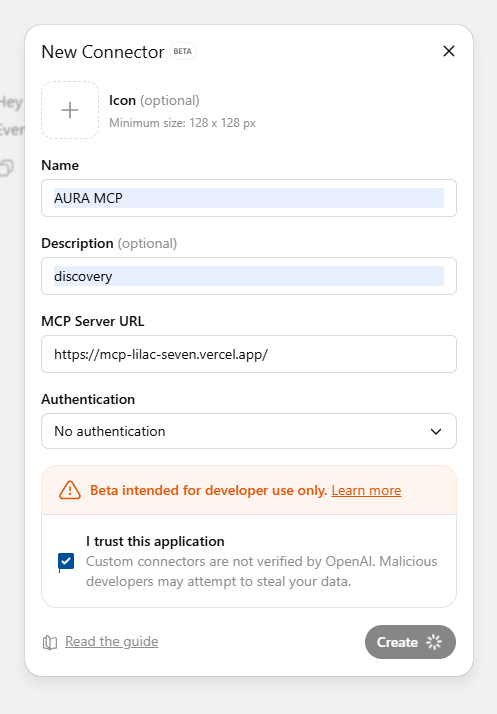 New Connector BETA
Icon (optional)
Minimum size: 128 x 128 px
Hey
Ever
Name
AURA MCP
Description (optional)
discovery
MCP Server URL
https://mcp-lilac-seven.vercel.app/
Authentication
No authentication
Beta intended for developer use only. Learn more
I trust this application
Custom connectors are not verified by OpenAI. Malicious
developers may attempt to steal your data.
Read the guide
Create